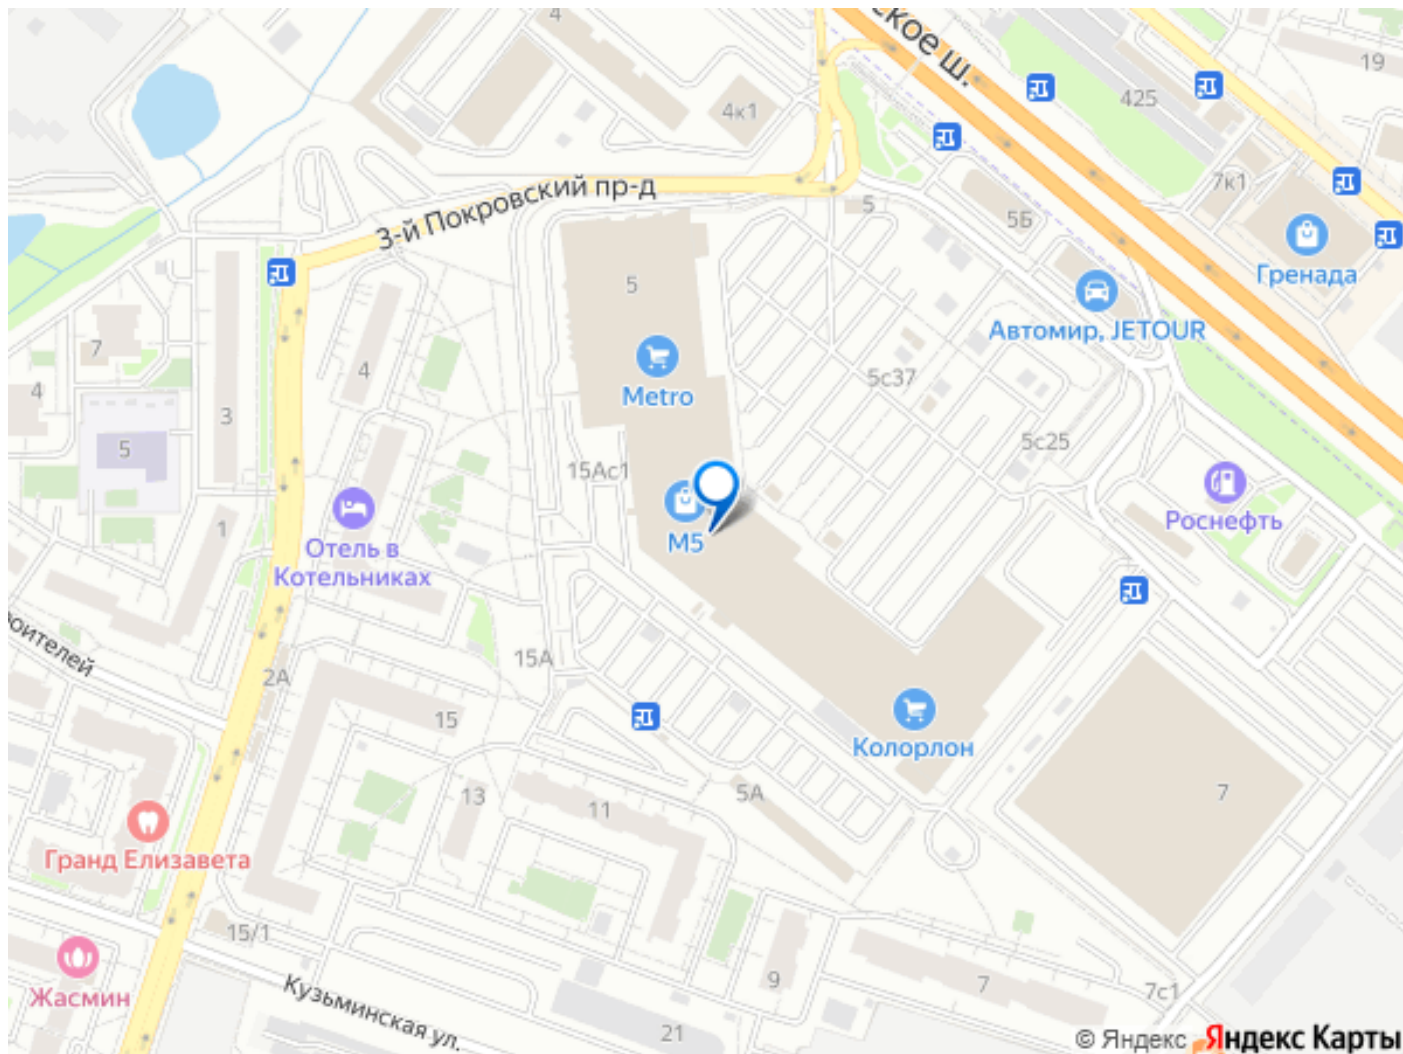 4
ское ш.
19
425
4к1
7к1
3-й Покровский пр-д
5
5Б
Гренада
5
Автомир, JETOUR
7
4
4
3
Metro
5с37
5
15Ас1
5с25
1
M5
Роснефть
Отель в
Котельниках
роителей
2А
15А
15
Колорлон
13
11
5А
7
Гранд Елизавета
15/1
Жасмин
Кузьминская ул.
9
7
7с1
21
© Яндекс Яндекс Карты